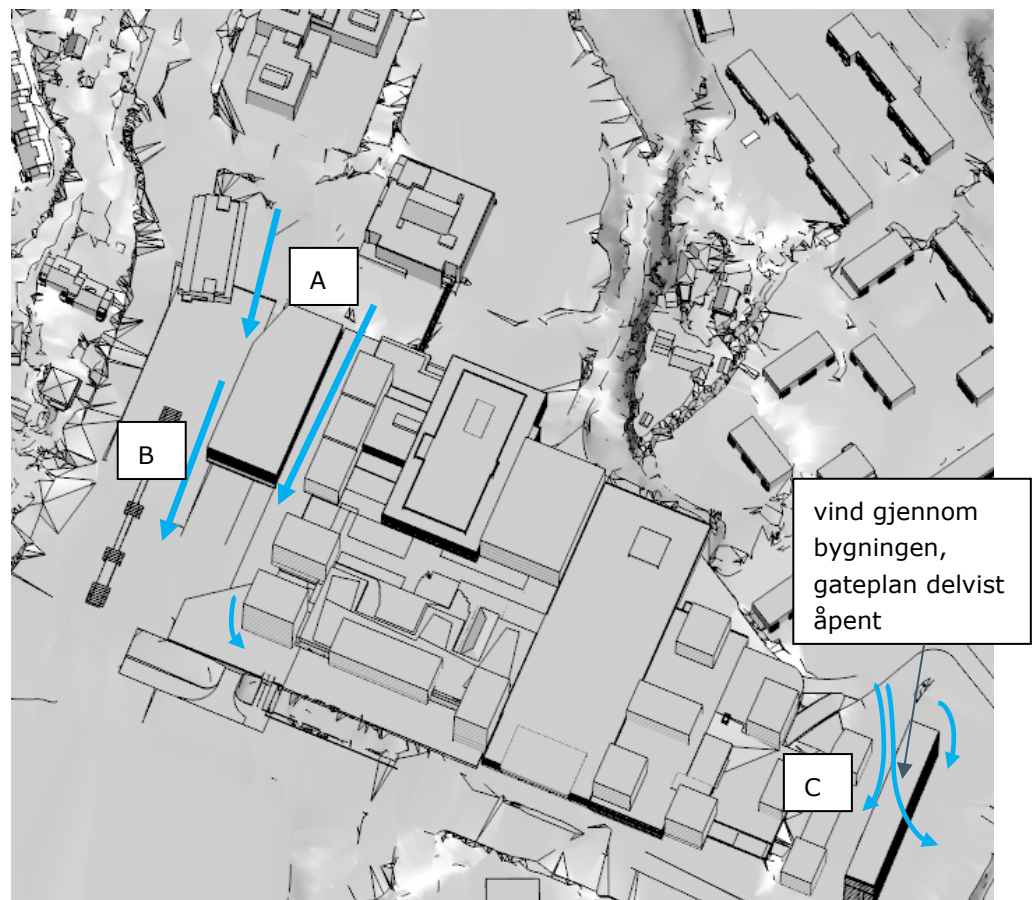 A
B
vind gjennom
bygningen,
gateplan delvist
åpent
C